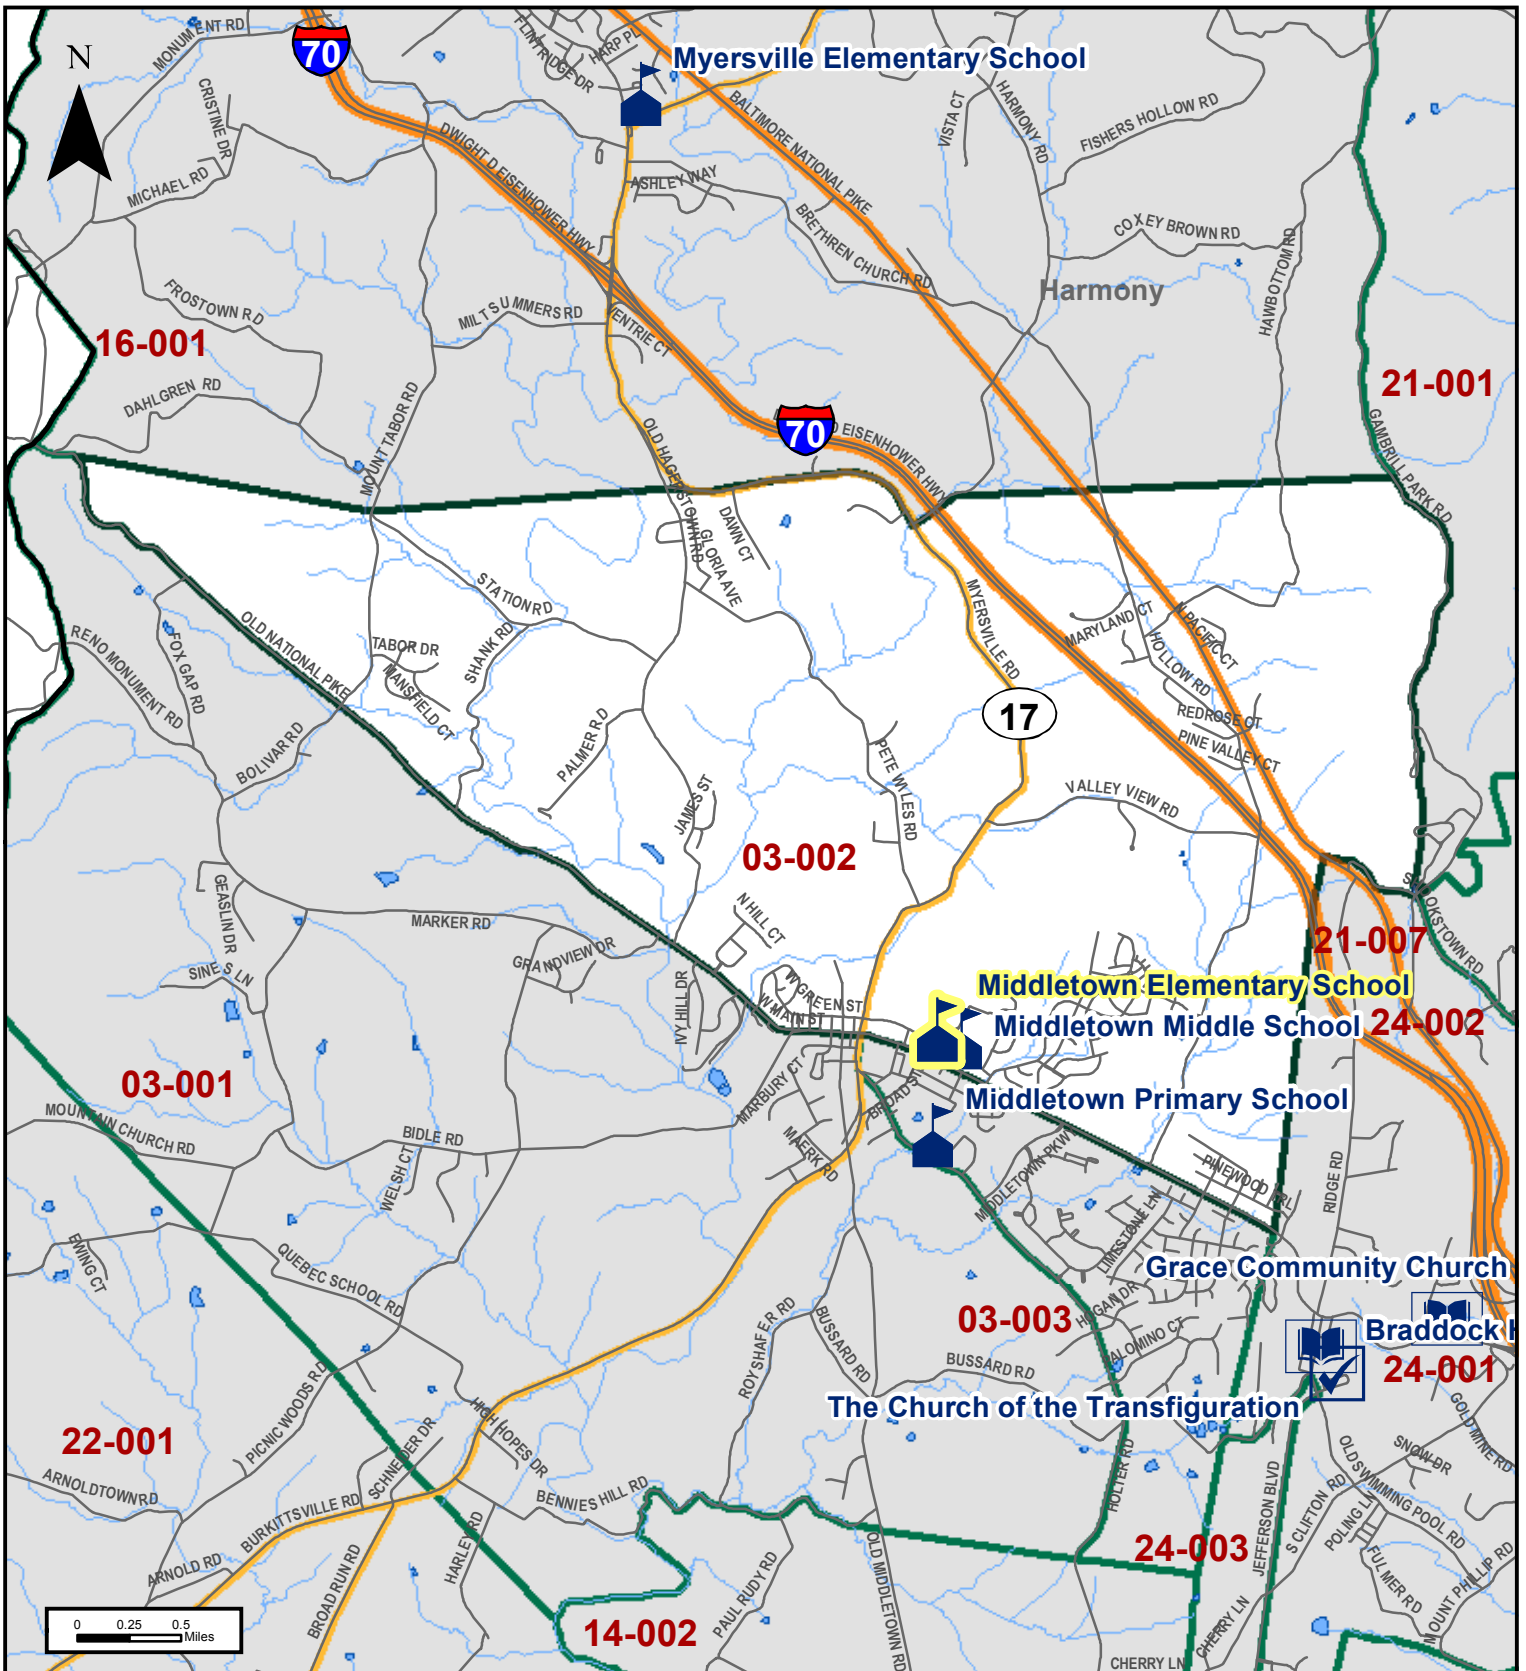 MONUMENT RD
70
FLINTRIDGE DR
HARP PL
Myersville Elementary School
N
CRISTINE DR
MICHAEL RD
DWIGHT D EISENHOWER HWY
ASHLEY WAY
BALTIMORE NATIONAL PIKE
VISTA CT
HARMONY RD
FISHERS HOLLOW RD
BRETHREN CHURCH RD
COXEY BROWN RD
HAWBOTTOM RD
Harmony
FROSTOWN RD
MILT SUMMERS RD
VENTRIE CT
16-001
21-001
DAHLGREN RD
MOUNT TABOR RD
OLD HAGERSTOWN RD
70
D EISENHOWER HWY
GAMBRILL PARK RD
DAWN CT
GLORIA AVE
STATION RD
MYERSVILLE RD
MARYLAND CT
N PACIFIC CT
HOLLOW RD
OLD NATIONAL PIKE
TABOR DR
SHANK RD
MANSFIELD CT
RENO MONUMENT RD
FOX GAP RD
BOLIVAR RD
17
REDROSE CT
PINE VALLEY CT
PALMER RD
JAMES ST
PETE WILES RD
VALLEY VIEW RD
03-002
GEASLIN DR
MARKER RD
N HILL CT
GRANDVIEW DR
SINES LN
21-007
IVY HILL DR
W GREEN ST
W MAIN ST
Middletown Elementary School
Middletown Middle School
24-002
03-001
MARBURY CT
BROAD ST
Middletown Primary School
MOUNTAIN CHURCH RD
BIDLE RD
WELSH CT
MAERK RD
MIDDLETOWN PKWY
PINEWOOD TRL
RIDGE RD
LIMESTONE LN
EWING CT
QUEBEC SCHOOL RD
Grace Community Church
03-003
HOGAN DR
ROY SHAFER RD
BUSSARD RD
BUSSARD RD
Braddock H
24-001
The Church of the Transfiguration
GOLD MINE RD
22-001
PICNIC WOODS RD
HIGH HOPES DR
SCHNEIDER DR
ARNOLDTOWN RD
BURKITTSVILLE RD
BENNIES HILL RD
HOLTER RD
JEFFERSON BLVD
S CLIFTON RD
OLD SWIMMING POOL RD
SNOW DR
POLING LN
FULMER RD
MOUNT PHILLIP RD
24-003
ARNOLD RD
BROAD RUN RD
HARLEY RD
PAUL RUDY RD
OLD MIDDLETOWN RD
14-002
CHERRY LN
CHERRY LN
0 0.25 0.5
Miles